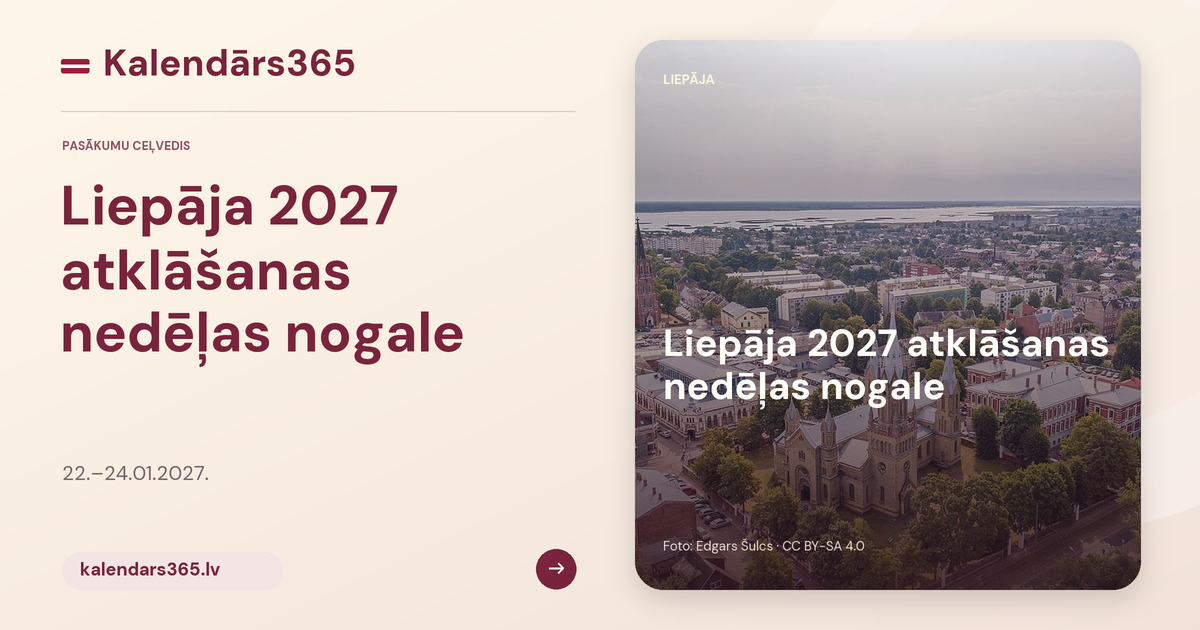 Kalendārs365
PASĀKUMU CEĻVEDIS
Liepāja 2027
atklāšanas
nedēļas nogale
22.–24.01.2027.
kalendars365.lv
LIEPĀJA
Liepāja 2027 atklāšanas
nedēļas nogale
Foto: Edgars Šulcs · CC BY-SA 4.0